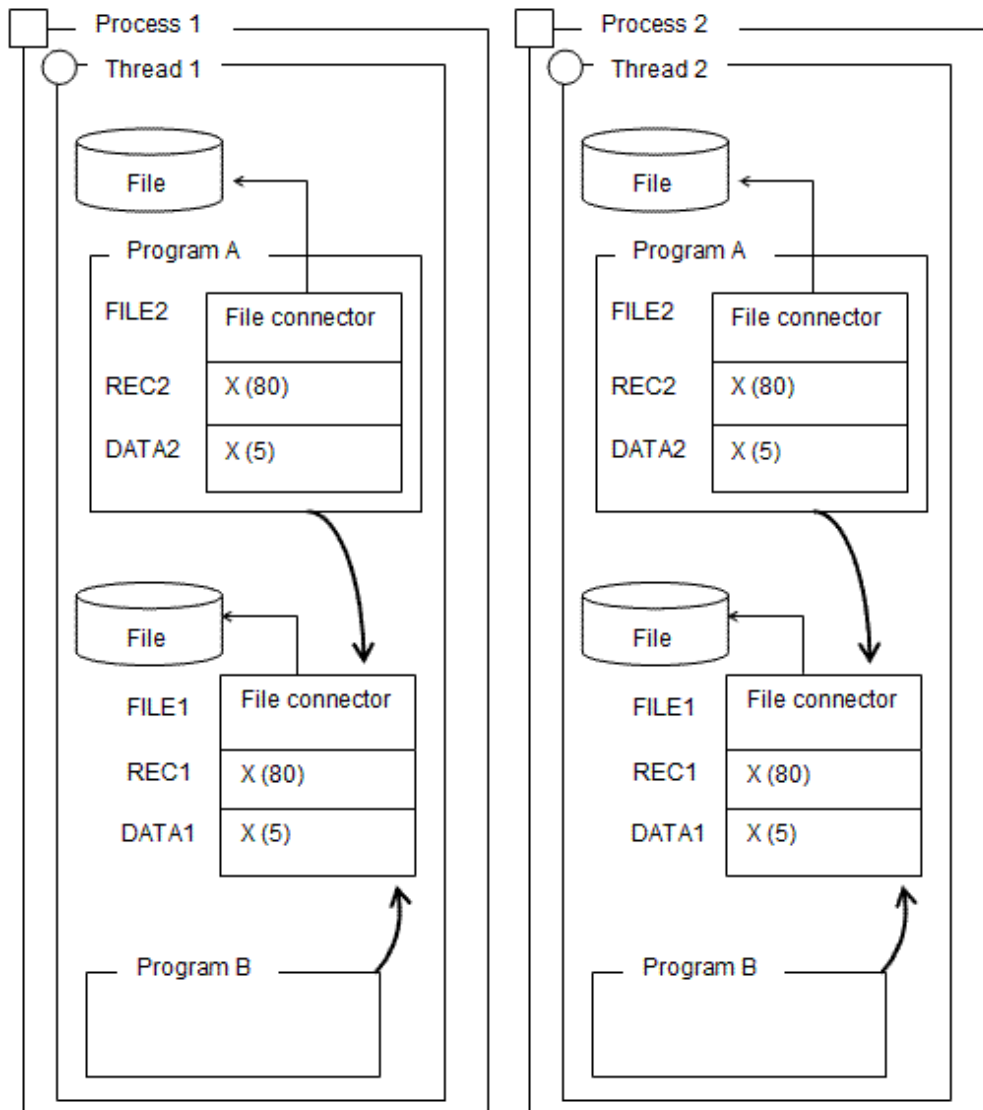 Process 1
Thread 1
File
Program A
FILE2 File connector
REC2 X (80)
DATA2 X (5)
File
FILE1 File connector
REC1 X (80)
DATA1 X (5)
Program B
Process 2
Thread 2
File
Program A
FILE2 File connector
REC2 X (80)
DATA2 X (5)
File
FILE1 File connector
REC1 X (80)
DATA1 X (5)
Program B